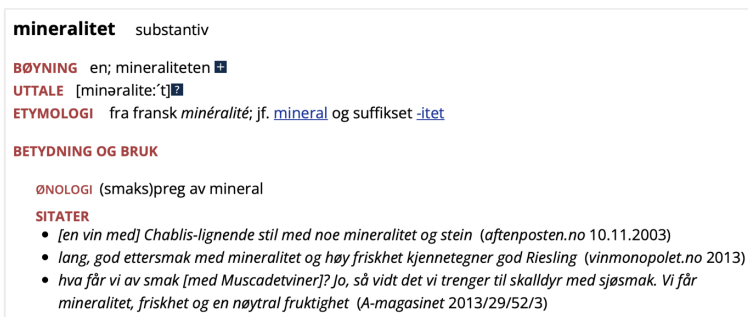 mineralitet substantiv
BØYNING en; mineraliteten +
UTTALE [minəralite:´t]?
ETYMOLOGI fra fransk minéralité; jf. mineral og suffikset -itet
BETYDNING OG BRUK
ØNOLOGI (smaks)preg av mineral
SITATER
• [en vin med] Chablis-lignende stil med noe mineralitet og stein (aftenposten.no 10.11.2003)
• lang, god ettersmak med mineralitet og høy friskhet kjennetegner god Riesling (vinmonopolet.no 2013)
• hva får vi av smak [med Muscadetviner]? Jo, så vidt det vi trenger til skalldyr med sjøsmak. Vi får
mineralitet, friskhet og en nøytral fruktighet (A-magasinet 2013/29/52/3)